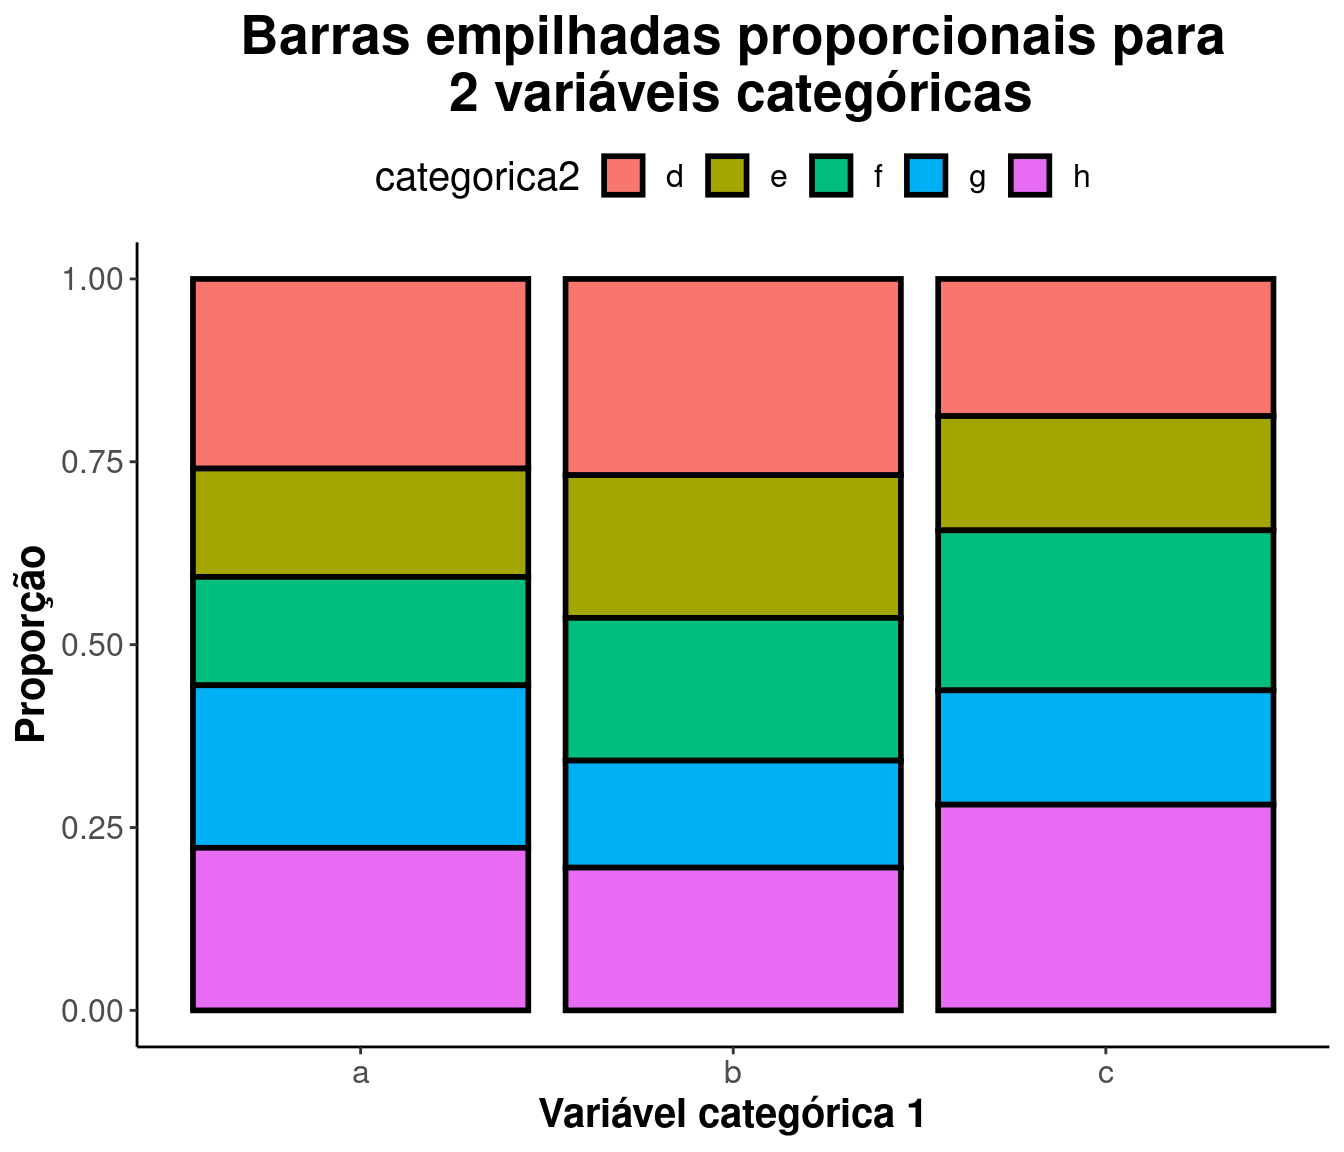 Barras empilhadas proporcionais para
2 variáveis categóricas
categorica2 d e f g h
1.00
0.75
0.50
0.25
0.00
Proporção
a b c
Variável categórica 1